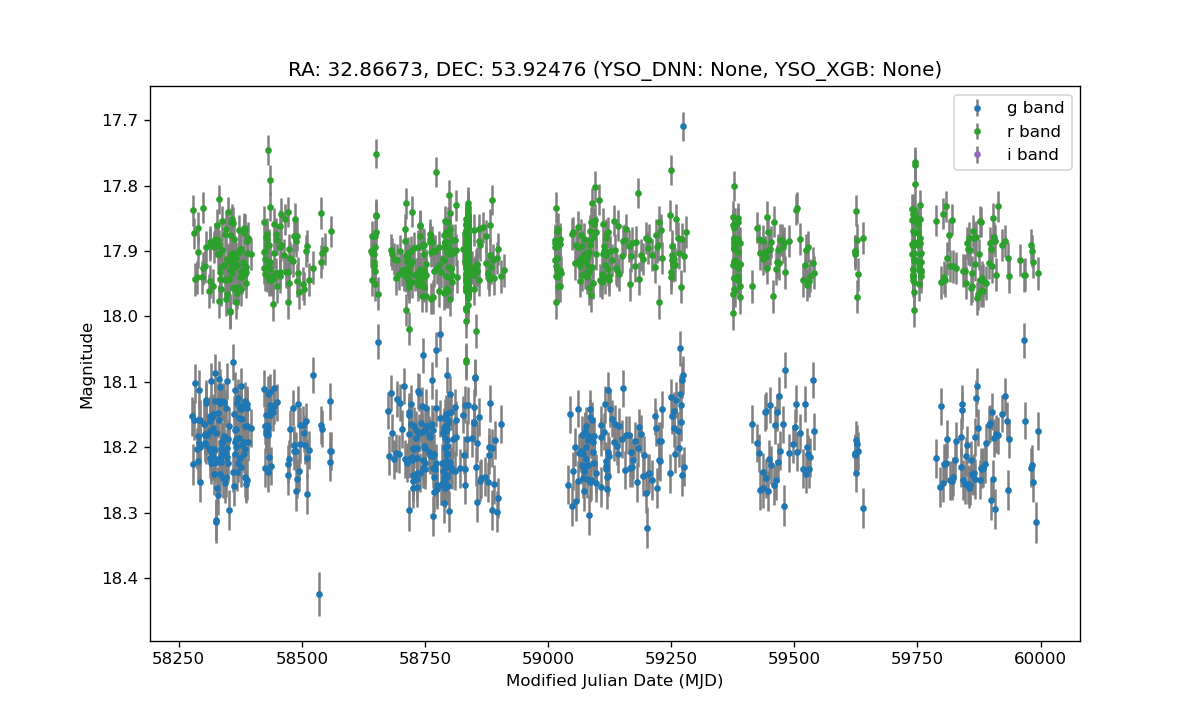 RA: 32.86673, DEC: 53.92476 (YSO_DNN: None, YSO_XGB: None)
g band
r band
i band
17.7
17.8
17.9
18.0
18.1
18.2
18.3
18.4
Magnitude
58250 58500 58750 59000 59250 59500 59750 60000
Modified Julian Date (MJD)